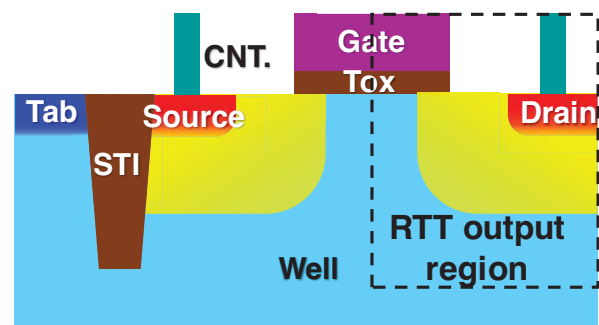 Gate
CNT.
Tox
Tab
Source
Drain
STI
RTT output
region
Well